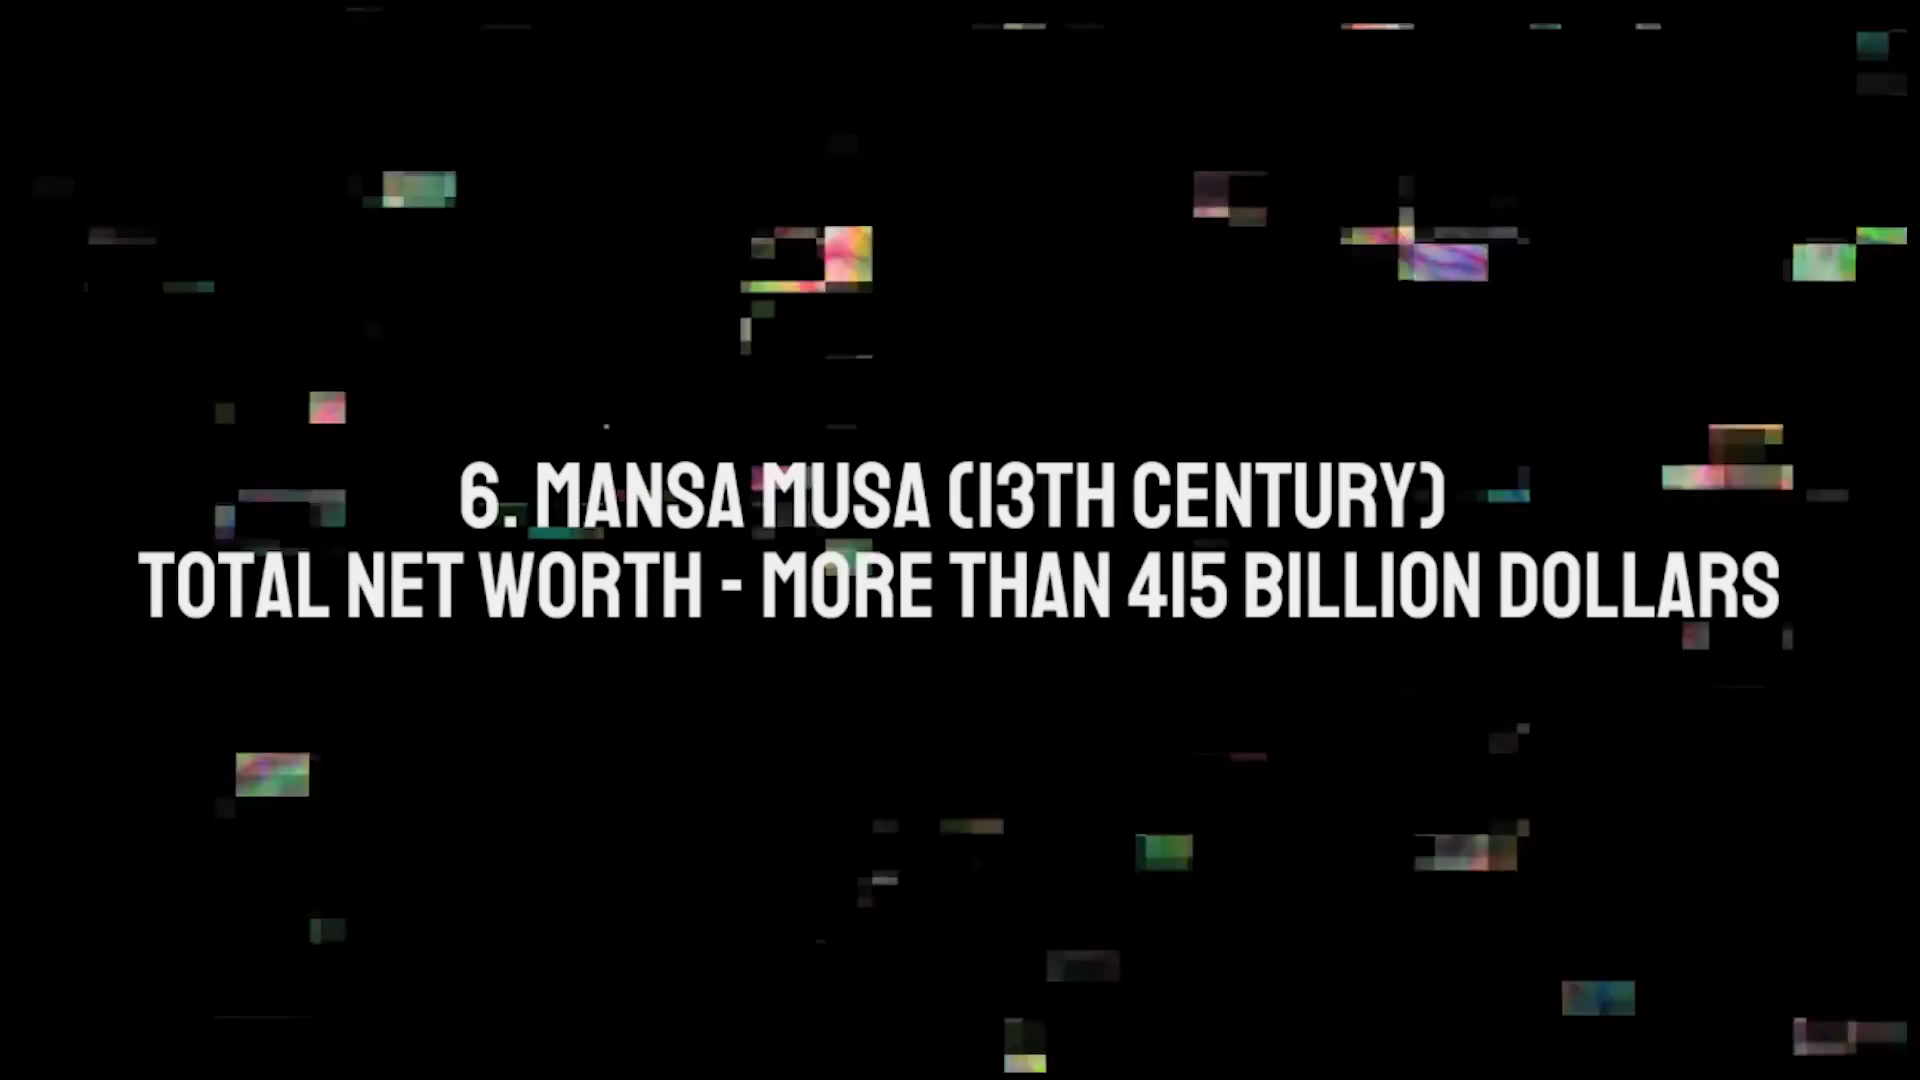 6. MANSA MUSA (13TH CENTURY)
TOTAL NET WORTH - MORE THAN 415 BILLION DOLLARS